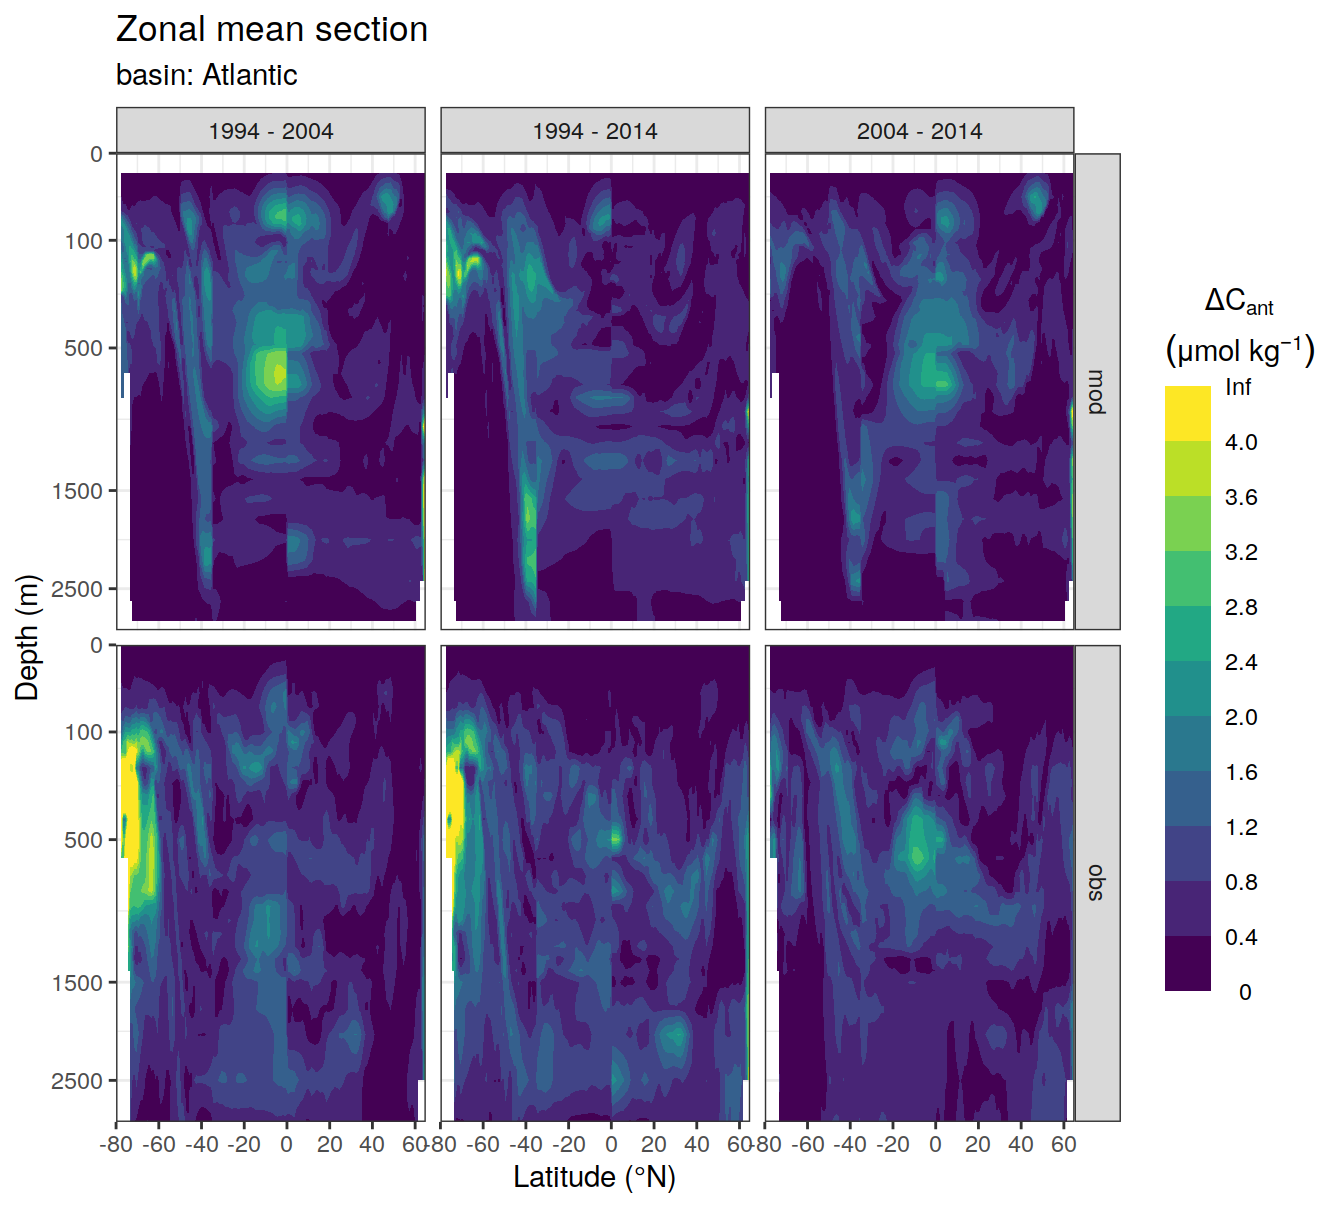 Zonal mean section
basin: Atlantic
1994 - 2004
1994 - 2014
2004 - 2014
0
100
500
1500
2500
mod
0
100
500
1500
2500
obs
Depth (m)
-80 -60 -40 -20 0 20 40 60
-80 -60 -40 -20 0 20 40 60
-80 -60 -40 -20 0 20 40 60
Latitude (°N)
ΔCant
(μmol kg⁻¹)
Inf
4.0
3.6
3.2
2.8
2.4
2.0
1.6
1.2
0.8
0.4
0